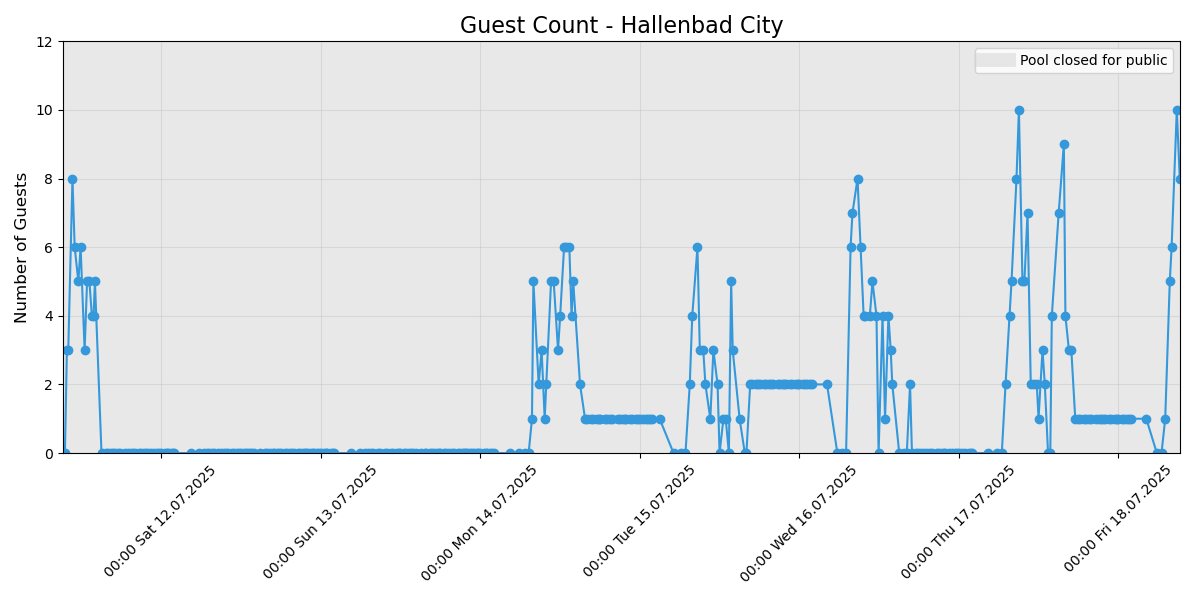 Guest Count - Hallenbad City
Pool closed for public
Number of Guests
12
10
8
6
4
2
0
00:00 Sat 12.07.2025
00:00 Sun 13.07.2025
00:00 Mon 14.07.2025
00:00 Tue 15.07.2025
00:00 Wed 16.07.2025
00:00 Thu 17.07.2025
00:00 Fri 18.07.2025